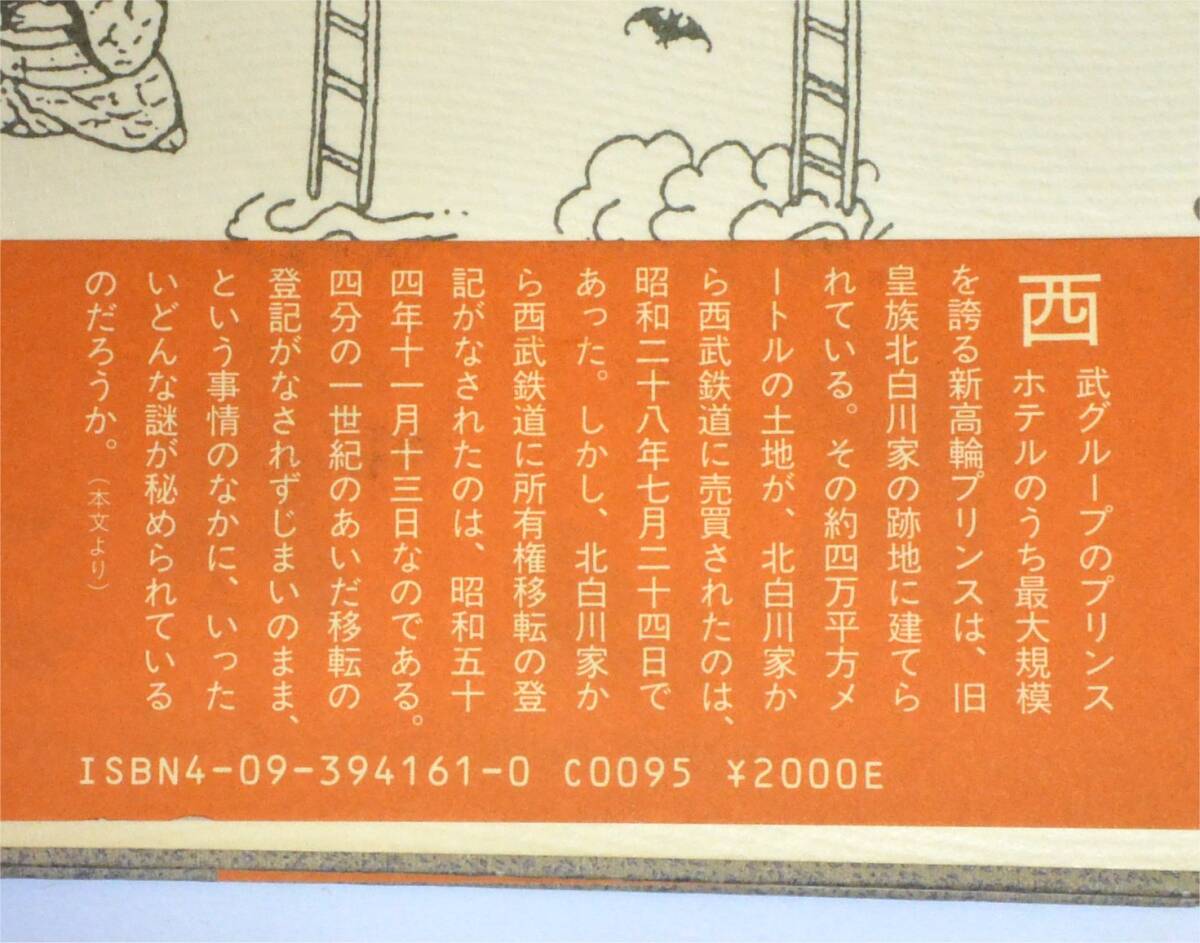 西武グループのプリンス
ホテルのうち最大規模
を誇る新高輪プリンスは、旧
皇族北白川家の跡地に建てら
れている。その約四万平方メ
ートルの土地が、北白川家か
ら西武鉄道に売買されたのは、
昭和二十八年七月二十四日で
あった。しかし、北白川家か
ら西武鉄道に所有権移転の登
記がなされたのは、昭和五十
四年十一月十三日なのである。
四分の一世紀のあいだ移転の
登記がなされずじまいのまま、
という事情のなかに、いった
いどんな謎が秘められている
のだろうか。（本文より）
ISBN4-09-394161-0 C0095 ¥2000E